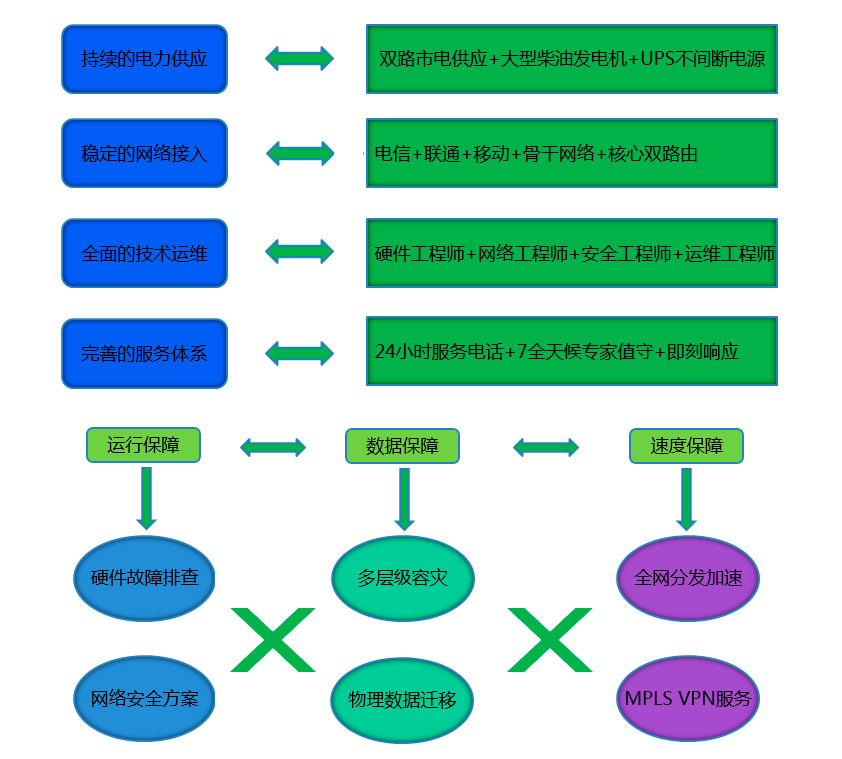 持续的电力供应
双路市电供应+大型柴油发电机+UPS不间断电源
稳定的网络接入
电信+联通+移动+骨干网络+核心双路由
全面的技术运维
硬件工程师+网络工程师+安全工程师+运维工程师
完善的服务体系
24小时服务电话+7全天候专家值守+即刻响应
运行保障
数据保障
速度保障
硬件故障排查
多层级容灾
全网分发加速
网络安全方案
物理数据迁移
MPLS VPN服务